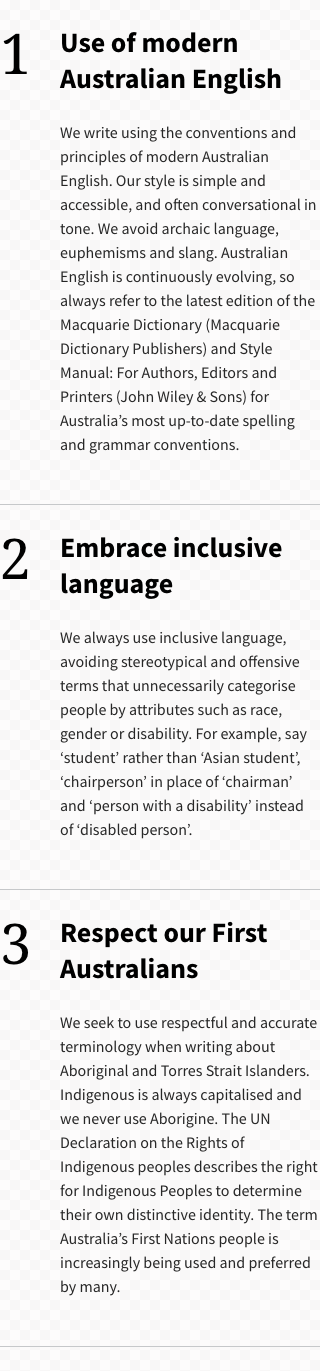 1
Use of modern
Australian English
We write using the conventions and
principles of modern Australian
English. Our style is simple and
accessible, and often conversational in
tone. We avoid archaic language,
euphemisms and slang. Australian
English is continuously evolving, so
always refer to the latest edition of the
Macquarie Dictionary (Macquarie
Dictionary Publishers) and Style
Manual: For Authors, Editors and
Printers (John Wiley & Sons) for
Australia’s most up-to-date spelling
and grammar conventions.
2
Embrace inclusive
language
We always use inclusive language,
avoiding stereotypical and offensive
terms that unnecessarily categorise
people by attributes such as race,
gender or disability. For example, say
‘student’ rather than ‘Asian student’,
‘chairperson’ in place of ‘chairman’
and ‘person with a disability’ instead
of ‘disabled person’.
3
Respect our First
Australians
We seek to use respectful and accurate
terminology when writing about
Aboriginal and Torres Strait Islanders.
Indigenous is always capitalised and
we never use Aborigine. The UN
Declaration on the Rights of
Indigenous peoples describes the right
for Indigenous Peoples to determine
their own distinctive identity. The term
Australia’s First Nations people is
increasingly being used and preferred
by many.